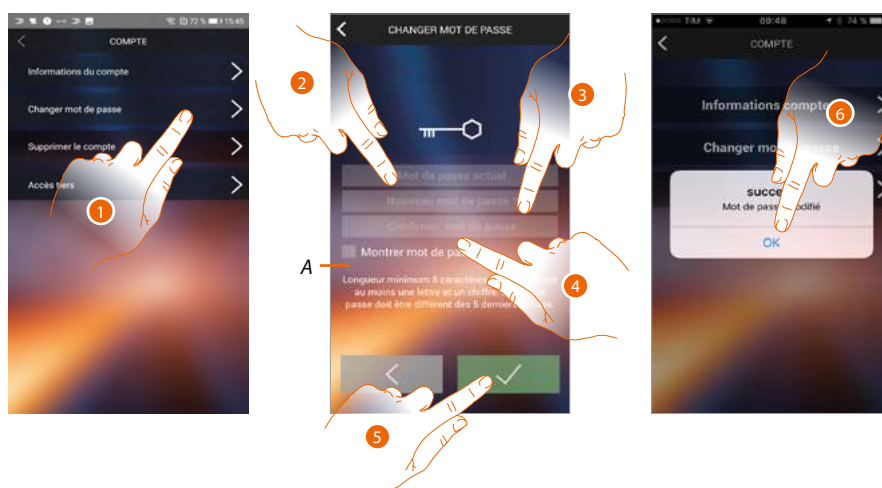 72 % 15:45
COMPTE
Informations du compte
Changer mot de passe
Supprimer le compte
Accès tiers
1
CHANGER MOT DE PASSE
2
3
Mot de passe actuel
Nouveau mot de passe
Confirmer mot de passe
Montrer mot de
A
4
Longueur minimum 8 caractères
au moins une lettre et un chiffre
passe doit être différent des 5 derniers
5
TIM 09:48 74 %
COMPTE
Informations compte
6
Changer
Mot de
OK